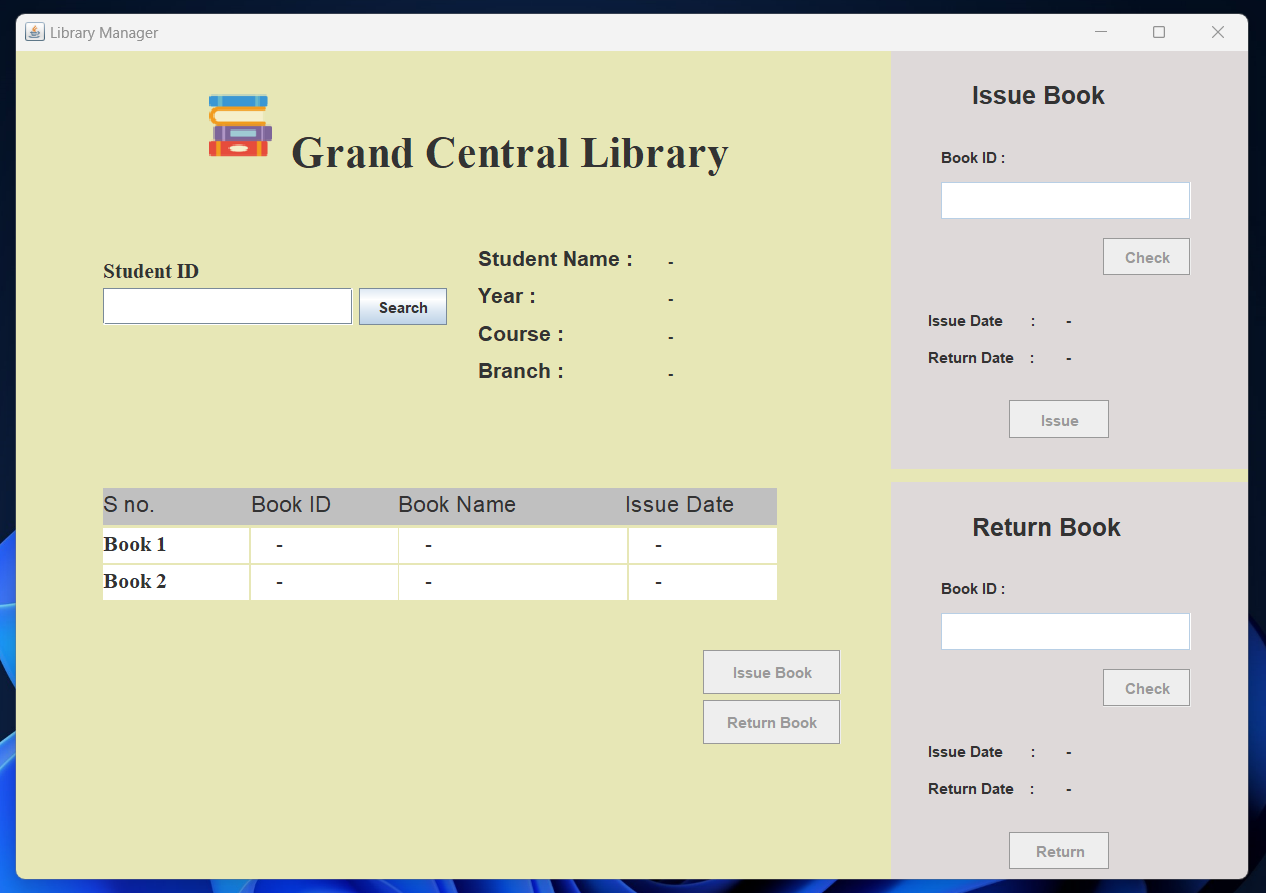 Library Manager
Grand Central Library
Student ID
Search
Student Name : -
Year : -
Course : -
Branch : -
S no. Book ID Book Name Issue Date
Book 1 - - -
Book 2 - - -
Issue Book
Return Book
Issue Book
Book ID :
Check
Issue Date : -
Return Date : -
Issue
Return Book
Book ID :
Check
Issue Date : -
Return Date : -
Return